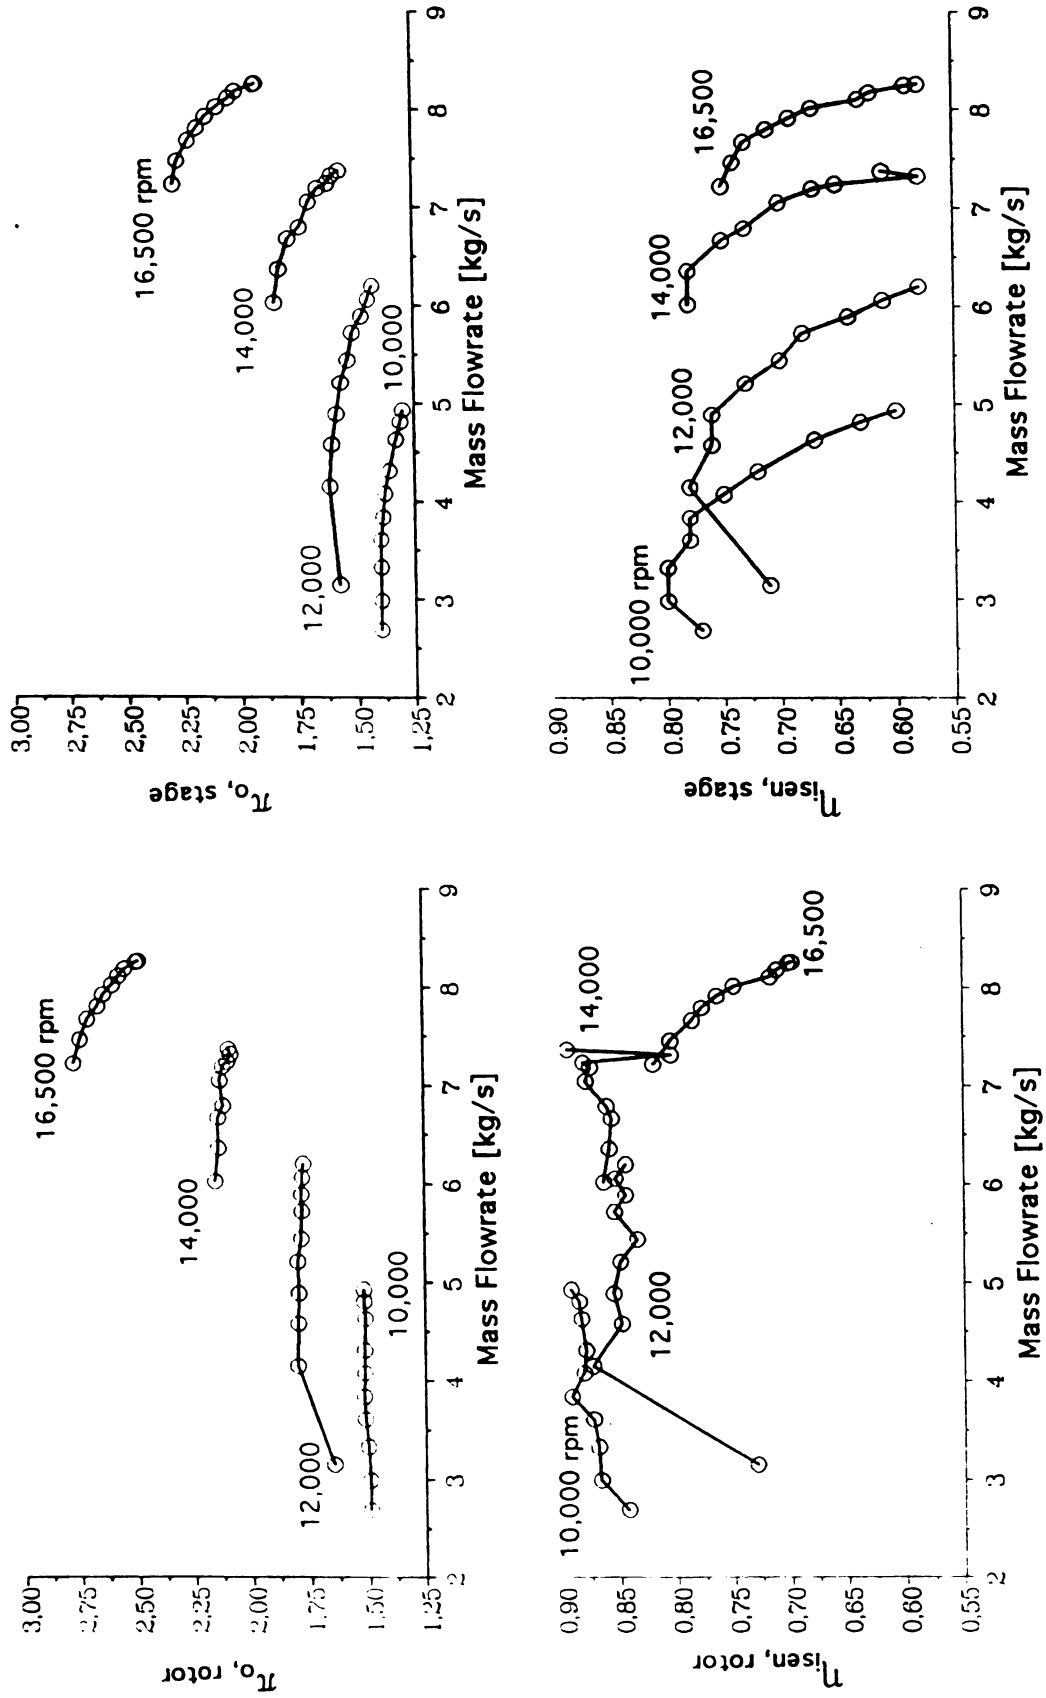 πo, rotor
3.00
2.75
2.50
2.25
2.00
1.75
1.50
1.25
16,500 rpm
14,000
12,000
10,000
2 3 4 5 6 7 8 9
Mass Flowrate [kg/s]
πo, stage
3.00
2.75
2.50
2.25
2.00
1.75
1.50
1.25
16,500 rpm
14,000
12,000
10,000
2 3 4 5 6 7 8 9
Mass Flowrate [kg/s]
ηisen, rotor
0.90
0.85
0.80
0.75
0.70
0.65
0.60
0.55
10,000 rpm
12,000
14,000
16,500
2 3 4 5 6 7 8 9
Mass Flowrate [kg/s]
ηisen, stage
0.90
0.85
0.80
0.75
0.70
0.65
0.60
0.55
10,000 rpm
12,000
14,000
16,500
2 3 4 5 6 7 8 9
Mass Flowrate [kg/s]